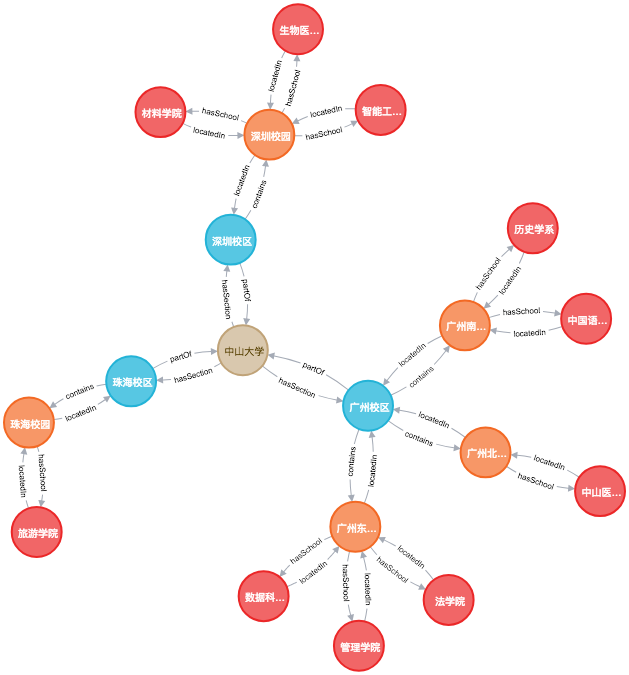 生物医...
locatedIn
hasSchool
材料学院
hasSchool
locatedIn
深圳校园
locatedIn
hasSchool
智能工...
locatedIn
contains
深圳校区
hasSection
partOf
中山大学
历史学系
hasSchool
locatedIn
广州南...
hasSchool
locatedIn
中国语...
locatedIn
contains
partOf
hasSection
珠海校区
partOf
hasSection
contains
locatedIn
珠海校园
locatedIn
hasSchool
旅游学院
广州校区
locatedIn
contains
广州北...
locatedIn
hasSchool
中山医...
contains
locatedIn
广州东...
hasSchool
locatedIn
数据科...
hasSchool
locatedIn
管理学院
locatedIn
hasSchool
法学院